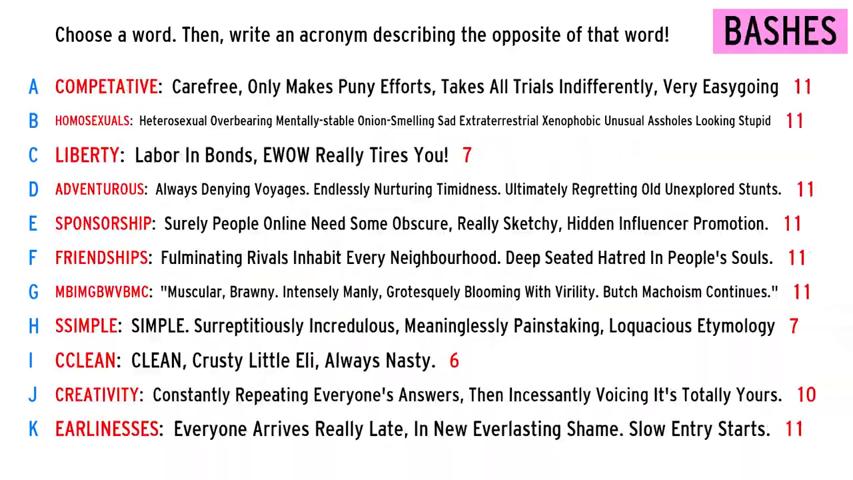 Choose a word. Then, write an acronym describing the opposite of that word!
BASHES
A COMPETATIVE: Carefree, Only Makes Puny Efforts, Takes All Trials Indifferently, Very Easygoing 11
B HOMOSEXUALS: Heterosexual Overbearing Mentally-stable Onion-Smelling Sad Extraterrestrial Xenophobic Unusual Assholes Looking Stupid 11
C LIBERTY: Labor In Bonds, EWOW Really Tires You! 7
D ADVENTUROUS: Always Denying Voyages. Endlessly Nurturing Timidness. Ultimately Regretting Old Unexplored Stunts. 11
E SPONSORSHIP: Surely People Online Need Some Obscure, Really Sketchy, Hidden Influencer Promotion. 11
F FRIENDSHIPS: Fulminating Rivals Inhabit Every Neighbourhood. Deep Seated Hatred In People's Souls. 11
G MBIMGBWVBMC: "Muscular, Brawny. Intensely Manly, Grotesquely Blooming With Virility. Butch Machoism Continues." 11
H SSIMPLE: SIMPLE. Surreptitiously Incredulous, Meaninglessly Painstaking, Loquacious Etymology 7
I CCLEAN: CLEAN, Crusty Little Eli, Always Nasty. 6
J CREATIVITY: Constantly Repeating Everyone's Answers, Then Incessantly Voicing It's Totally Yours. 10
K EARLINESSES: Everyone Arrives Really Late, In New Everlasting Shame. Slow Entry Starts. 11